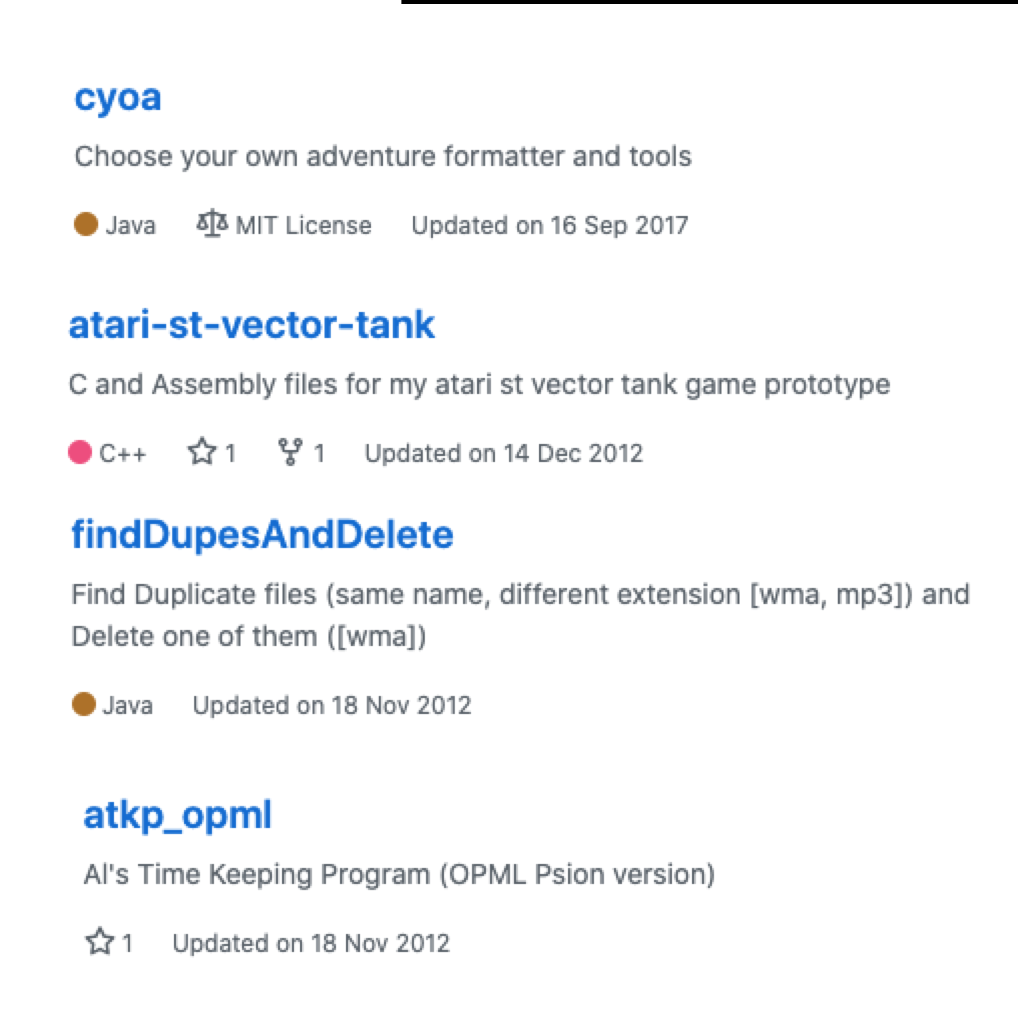 cyoa
Choose your own adventure formatter and tools
Java MIT License Updated on 16 Sep 2017
atari-st-vector-tank
C and Assembly files for my atari st vector tank game prototype
C++ 1 1 Updated on 14 Dec 2012
findDupesAndDelete
Find Duplicate files (same name, different extension [wma, mp3]) and
Delete one of them ([wma])
Java Updated on 18 Nov 2012
atkp_opml
Al's Time Keeping Program (OPML Psion version)
1 Updated on 18 Nov 2012